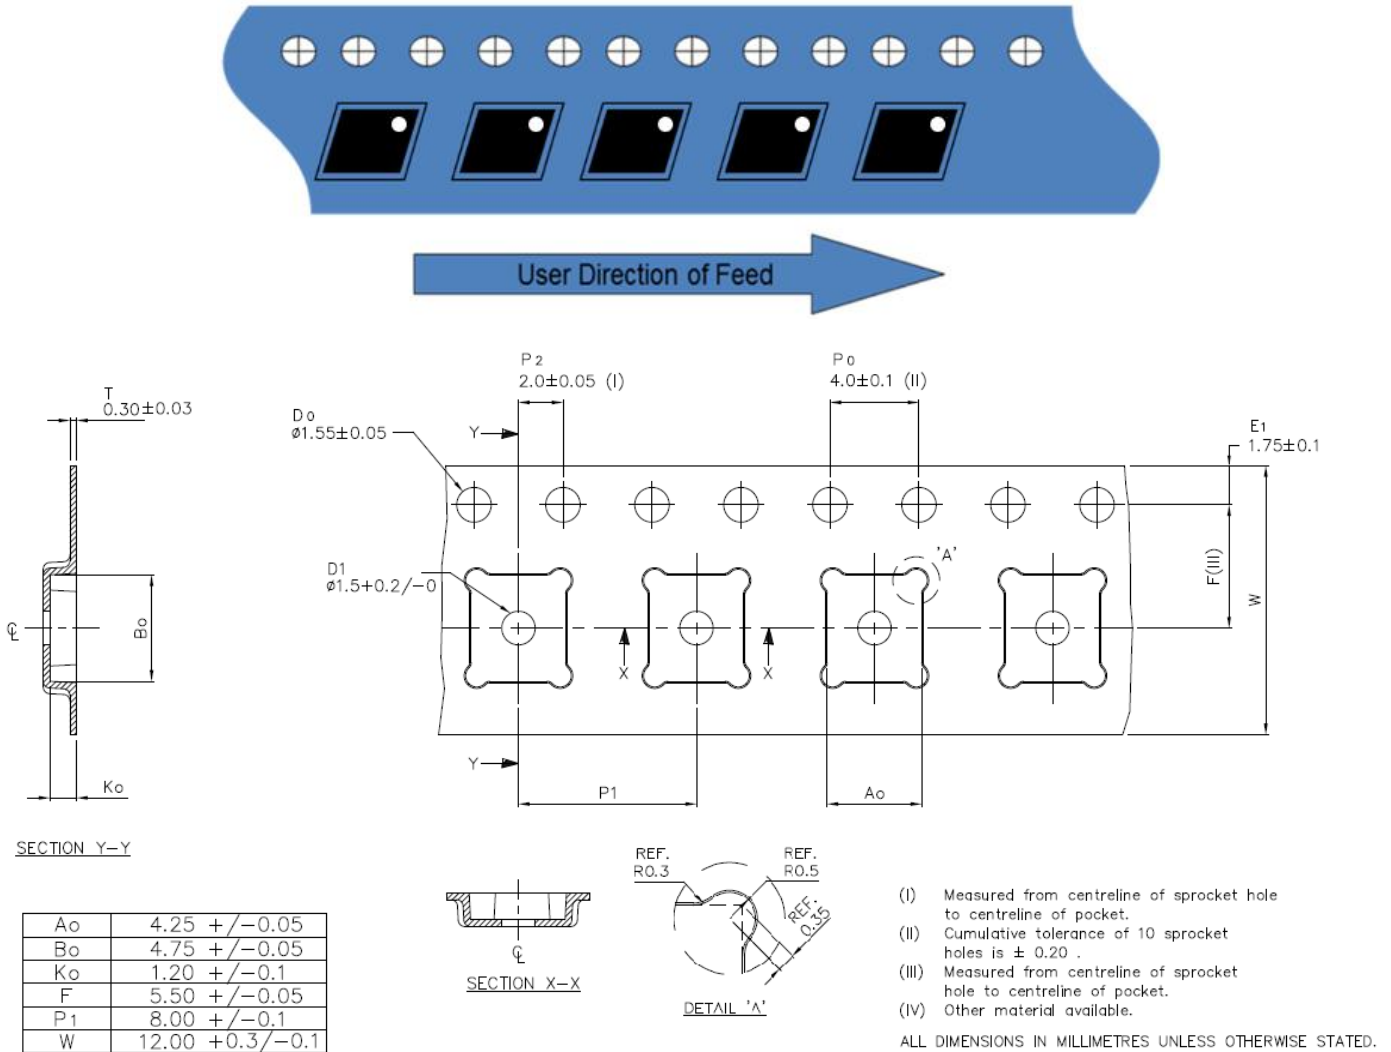 User Direction of Feed
P2
2.0±0.05 (I)
P0
4.0±0.1 (II)
T
0.30±0.03
Do
ø1.55±0.05
Y
E1
1.75±0.1
'A'
D1
ø1.5+0.2/-0
F(III)
W
℄
Bo
X
X
Ko
Y
P1
Ao
SECTION Y-Y
REF.
R0.3
REF.
R0.5
REF.
0.35
℄
SECTION X-X
DETAIL 'A'
Ao 4.25 +/-0.05
Bo 4.75 +/-0.05
Ko 1.20 +/-0.1
F 5.50 +/-0.05
P1 8.00 +/-0.1
W 12.00 +0.3/-0.1
(I) Measured from centreline of sprocket hole
to centreline of pocket.
(II) Cumulative tolerance of 10 sprocket
holes is ± 0.20 .
(III) Measured from centreline of sprocket
hole to centreline of pocket.
(IV) Other material available.
ALL DIMENSIONS IN MILLIMETRES UNLESS OTHERWISE STATED.